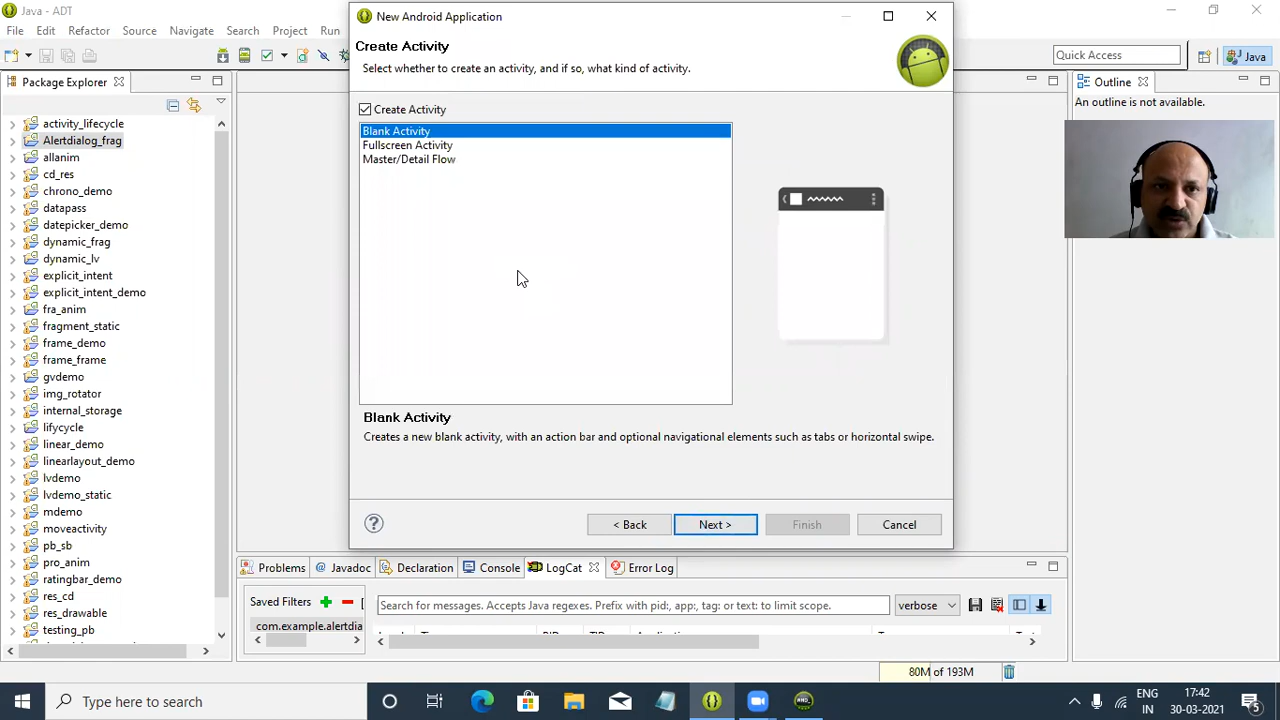 Java - ADT
File Edit Refactor Source Navigate Search Project Run
Quick Access
Java
Package Explorer
activity_lifecycle
Alertdialog_frag
allanim
cd_res
chrono_demo
datapass
datepicker_demo
dynamic_frag
dynamic_lv
explicit_intent
explicit_intent_demo
fra_anim
fragment_static
frame_demo
frame_frame
gvdemo
img_rotator
internal_storage
lifycycle
linear_demo
linearlayout_demo
lvdemo
lvdemo_static
mdemo
moveactivity
pb_sb
pro_anim
ratingbar_demo
res_cd
res_drawable
testing_pb
New Android Application
Create Activity
Select whether to create an activity, and if so, what kind of activity.
Create Activity
Blank Activity
Fullscreen Activity
Master/Detail Flow
Blank Activity
Creates a new blank activity, with an action bar and optional navigational elements such as tabs or horizontal swipe.
< Back Next > Finish Cancel
Outline
An outline is not available.
Problems @ Javadoc Declaration Console LogCat Error Log
Saved Filters
Search for messages. Accepts Java regexes. Prefix with pid:, app:, tag: or text: to limit scope.
verbose
com.example.alertdia
80M of 193M
Type here to search
ENG
IN
17:42
30-03-2021
5